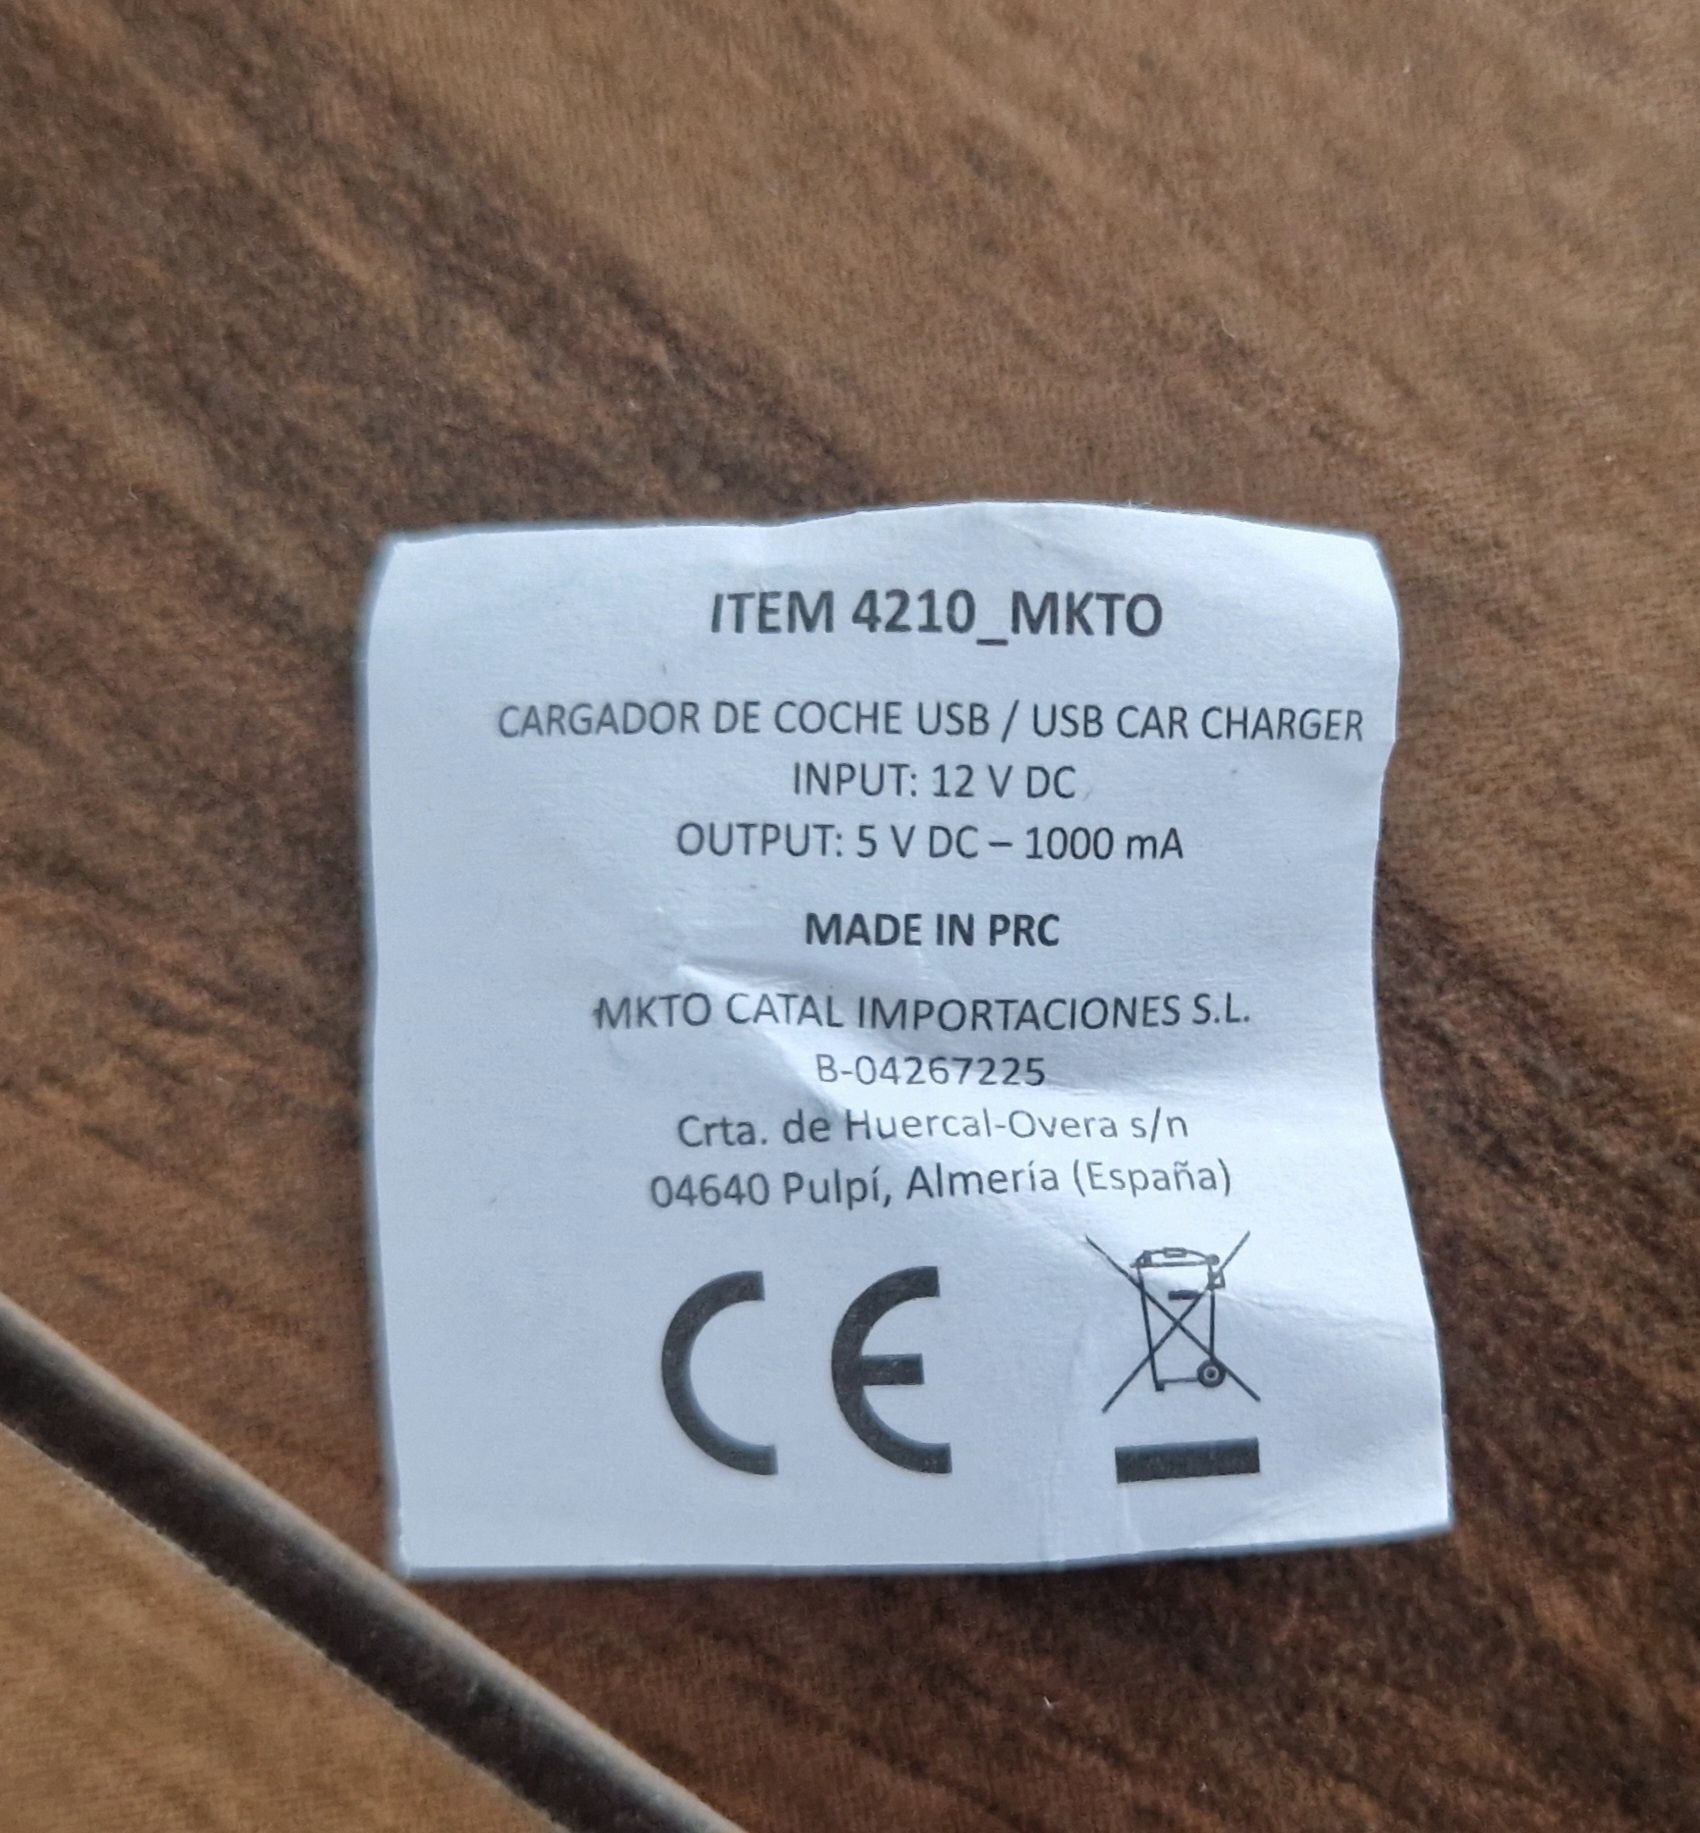 ITEM 4210_MKTO
CARGADOR DE COCHE USB / USB CAR CHARGER
INPUT: 12 V DC
OUTPUT: 5 V DC – 1000 mA
MADE IN PRC
MKTO CATAL IMPORTACIONES S.L.
B-04267225
Crta. de Huercal-Overa s/n
04640 Pulpí, Almería (España)
CE